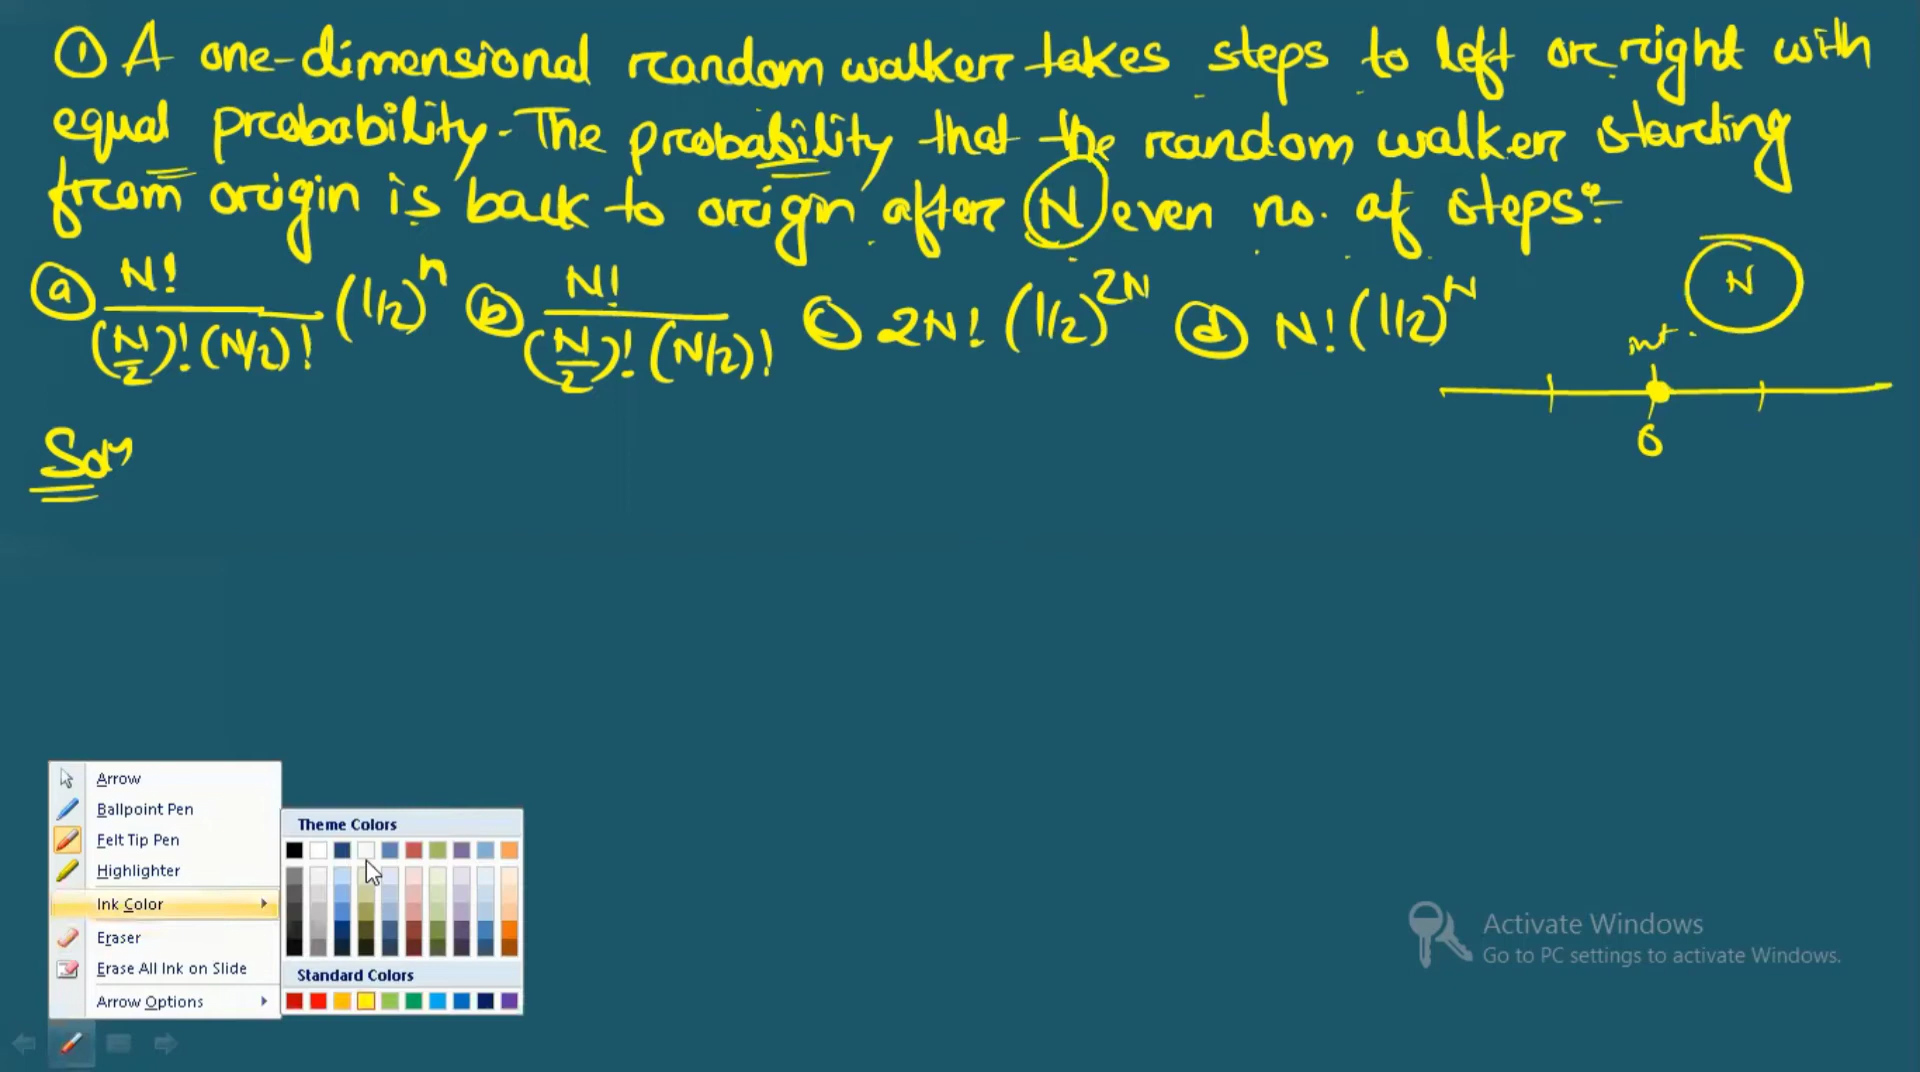 ① A one-dimensional random walker takes steps to left or right with
equal probability. The probability that the random walker starting
from origin is back to origin after N even no. of steps:-
ⓐ N!/((N/2)! (N/2)!) (1/2)^n ⓑ N!/((N/2)! (N/2)!) ⓒ 2N! (1/2)^2N ⓓ N! (1/2)^N
N
0
Arrow
Ballpoint Pen
Felt Tip Pen
Highlighter
Ink Color
Eraser
Erase All Ink on Slide
Arrow Options
Theme Colors
Standard Colors
Activate Windows
Go to PC settings to activate Windows.